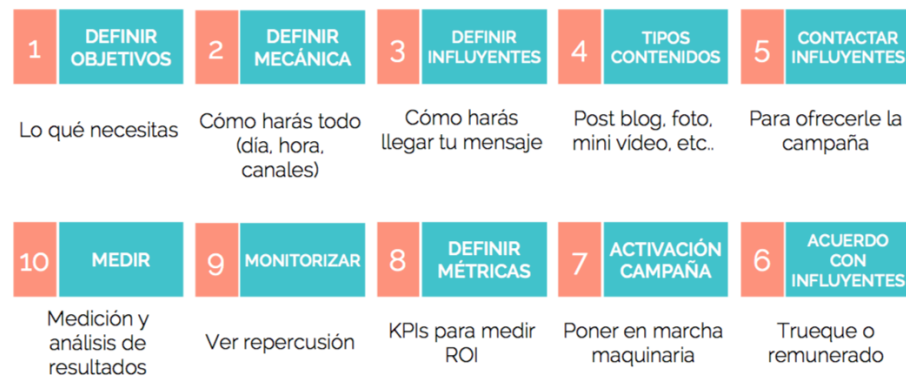 1 DEFINIR
OBJETIVOS
Lo qué necesitas
2 DEFINIR
MECÁNICA
Cómo harás todo
(día, hora,
canales)
3 DEFINIR
INFLUYENTES
Cómo harás
llegar tu mensaje
4 TIPOS
CONTENIDOS
Post blog, foto,
mini vídeo, etc..
5 CONTACTAR
INFLUYENTES
Para ofrecerle la
campaña
10 MEDIR
Medición y
análisis de
resultados
9 MONITORIZAR
Ver repercusión
8 DEFINIR
MÉTRICAS
KPIs para medir
ROI
7 ACTIVACIÓN
CAMPAÑA
Poner en marcha
maquinaria
6 ACUERDO
CON
INFLUYENTES
Trueque o
remunerado